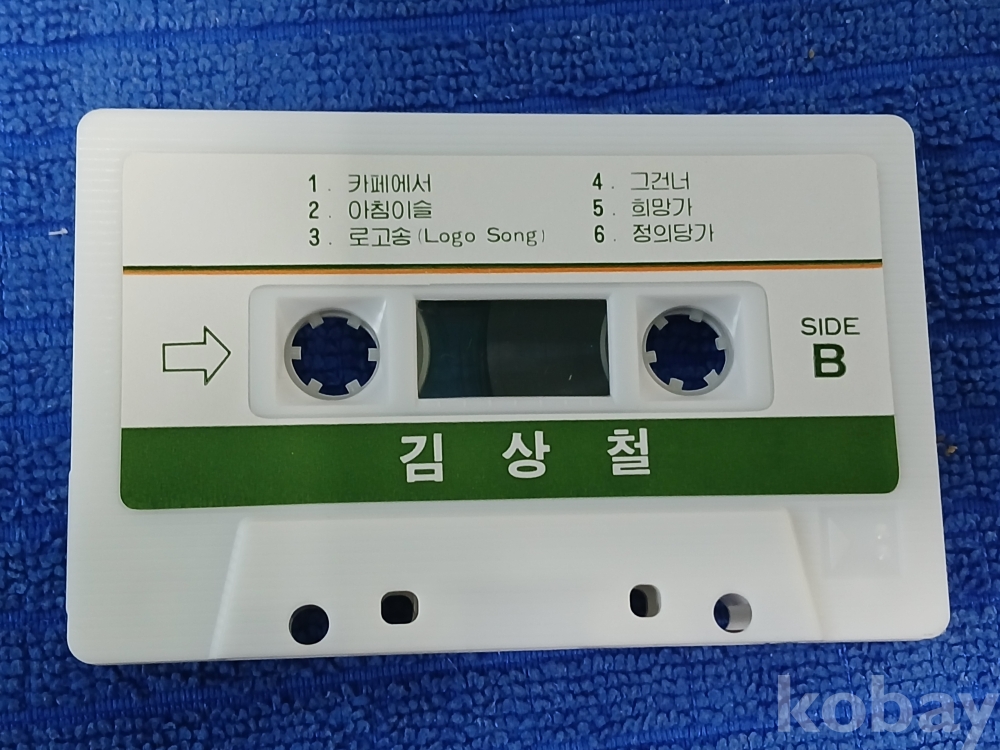 1. 카페에서
2. 아침이슬
3. 로고송 (Logo Song)
4. 그건너
5. 희망가
6. 정의당가
SIDE
B
김상철
kobay